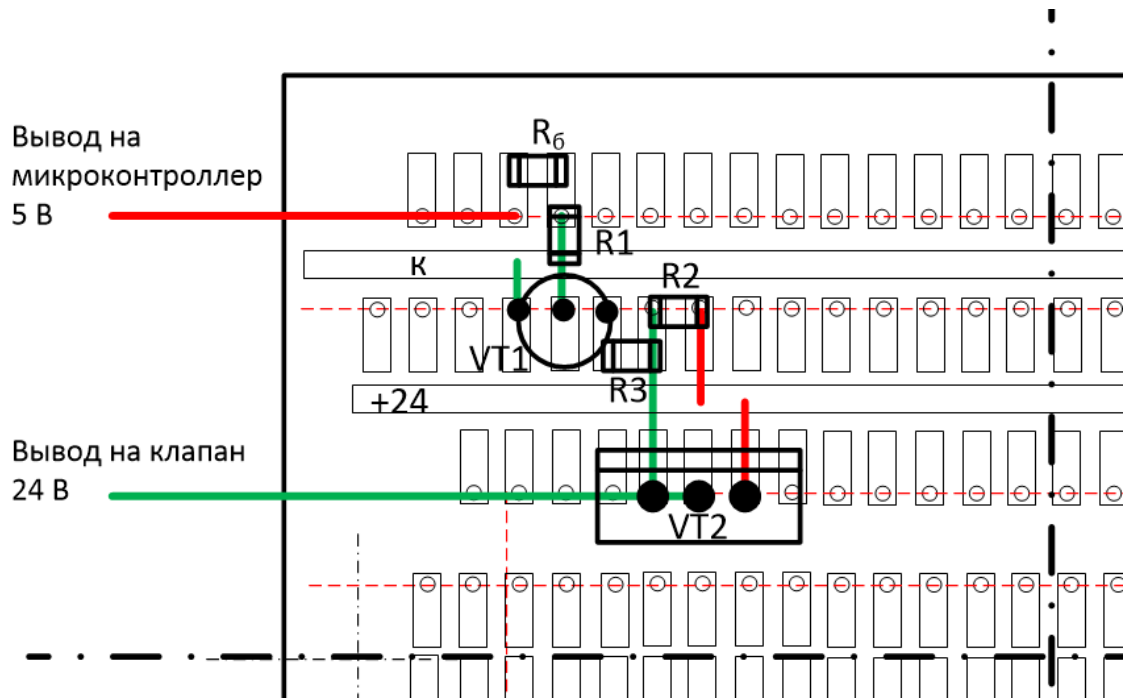 Вывод на
микроконтроллер
5 В
Rб
R1
к
R2
VT1
R3
+24
Вывод на клапан
24 В
VT2